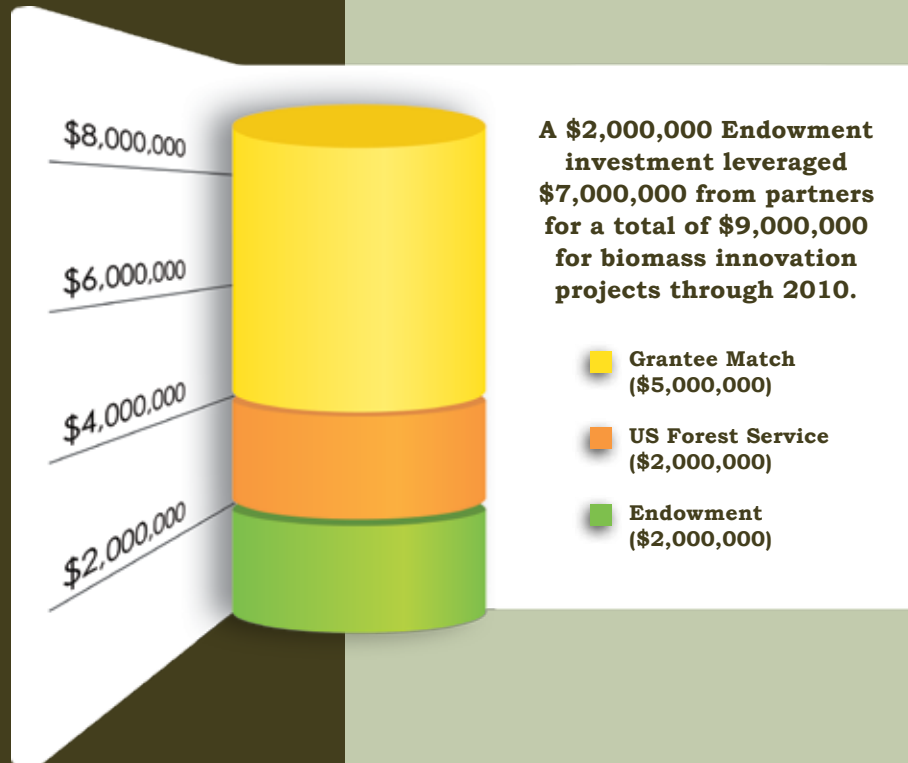 $8,000,000
$6,000,000
$4,000,000
$2,000,000
A $2,000,000 Endowment
investment leveraged
$7,000,000 from partners
for a total of $9,000,000
for biomass innovation
projects through 2010.
Grantee Match
($5,000,000)
US Forest Service
($2,000,000)
Endowment
($2,000,000)